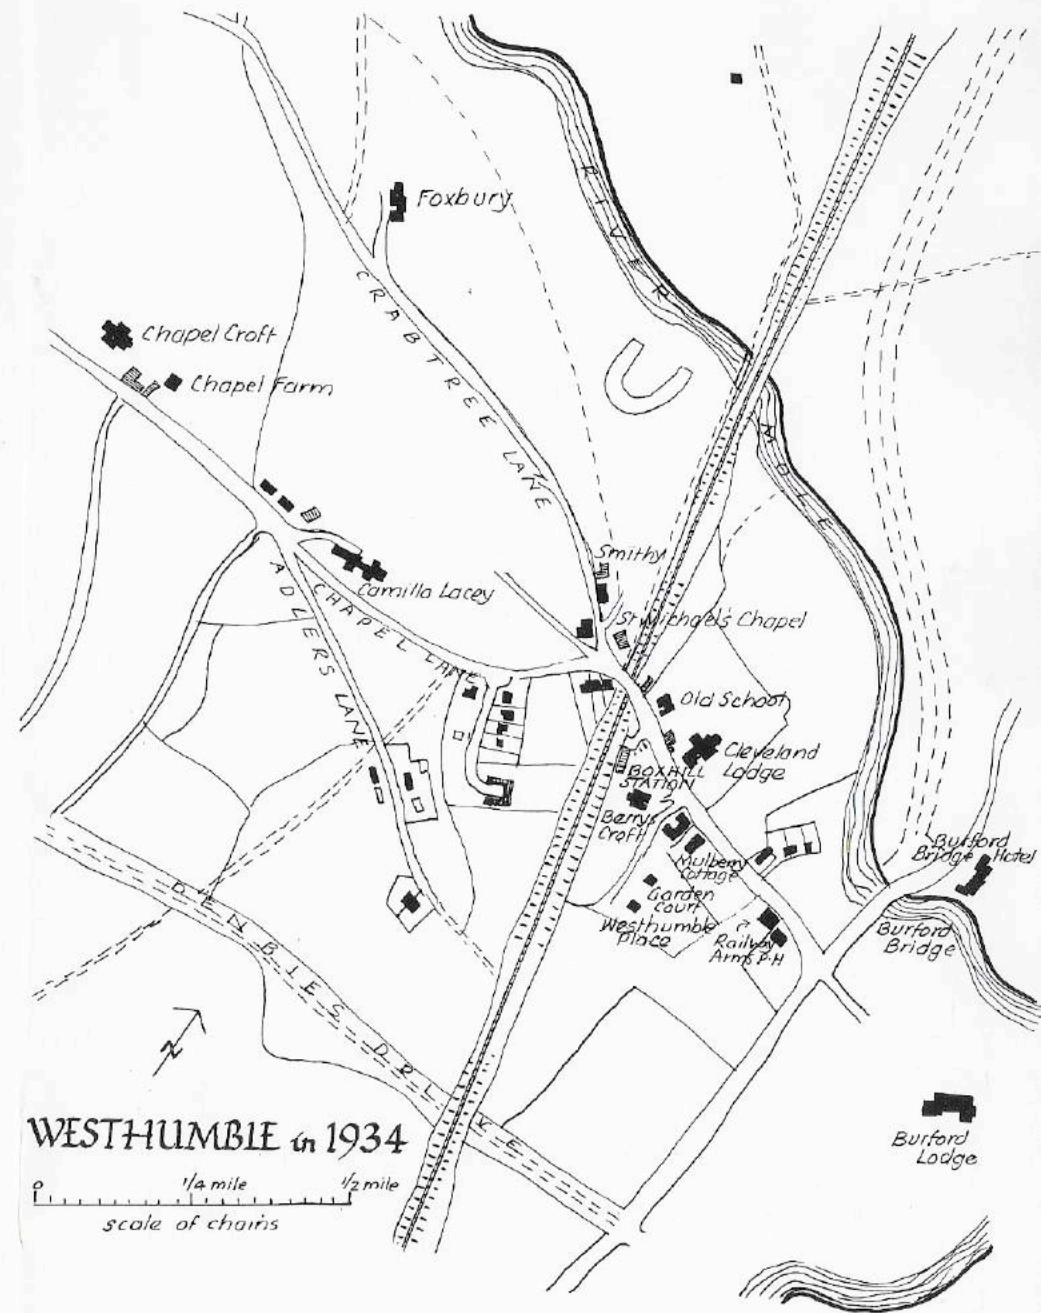 RIVER
Foxbury
CRABTREE LANE
Chapel Croft
Chapel Farm
MOLE
Smithy
Camilla Lacey
St Michael's Chapel
ADLERS LANE
CHAPEL LANE
Old School
Cleveland
Lodge
BOXHILL
STATION
Berrys
Croft
Mulberry
Cottage
Garden
Court
Westhumble
Place
Railway
Arms P.H
Burford
Bridge Hotel
Burford
Bridge
DENBIES DRIVE
N
WESTHUMBLE in 1934
0 1/4 mile 1/2 mile
scale of chains
Burford
Lodge